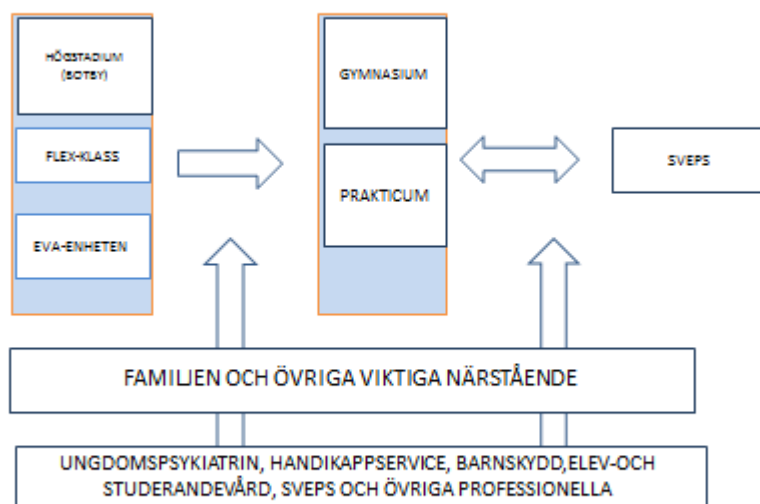 HÖGSTADIUM
(BOTBY)
FLEX-KLASS
EVA-ENHETEN
GYMNASIUM
PRAKTICUM
SVEPS
FAMILJEN OCH ÖVRIGA VIKTIGA NÄRSTÅENDE
UNGDOMSPSYKIATRIN, HANDIKAPPSERVICE, BARNSKYDD,ELEV-OCH
STUDERANDEVÅRD, SVEPS OCH ÖVRIGA PROFESSIONELLA